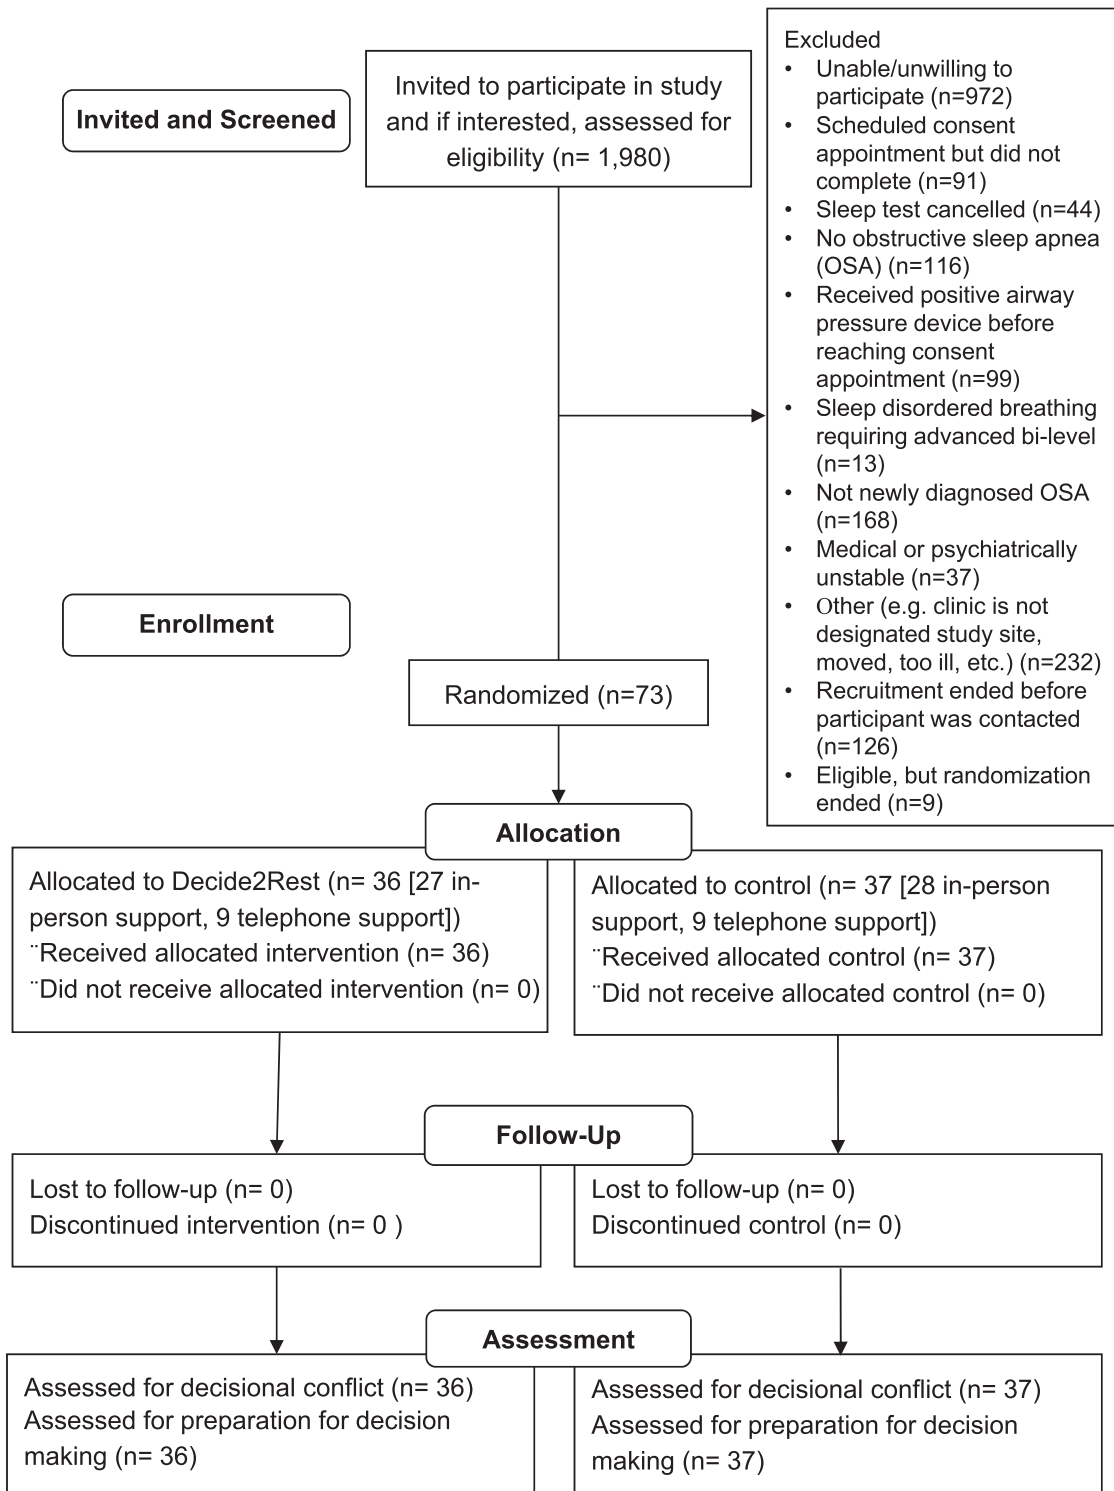 Invited and Screened
Invited to participate in study
and if interested, assessed for
eligibility (n= 1,980)
Excluded
• Unable/unwilling to
participate (n=972)
• Scheduled consent
appointment but did not
complete (n=91)
• Sleep test cancelled (n=44)
• No obstructive sleep apnea
(OSA) (n=116)
• Received positive airway
pressure device before
reaching consent
appointment (n=99)
• Sleep disordered breathing
requiring advanced bi-level
(n=13)
• Not newly diagnosed OSA
(n=168)
• Medical or psychiatrically
unstable (n=37)
• Other (e.g. clinic is not
designated study site,
moved, too ill, etc.) (n=232)
• Recruitment ended before
participant was contacted
(n=126)
• Eligible, but randomization
ended (n=9)
Enrollment
Randomized (n=73)
Allocation
Allocated to Decide2Rest (n= 36 [27 in-
person support, 9 telephone support])
¨Received allocated intervention (n= 36)
¨Did not receive allocated intervention (n= 0)
Allocated to control (n= 37 [28 in-person
support, 9 telephone support])
¨Received allocated control (n= 37)
¨Did not receive allocated control (n= 0)
Follow-Up
Lost to follow-up (n= 0)
Discontinued intervention (n= 0 )
Lost to follow-up (n= 0)
Discontinued control (n= 0)
Assessment
Assessed for decisional conflict (n= 36)
Assessed for preparation for decision
making (n= 36)
Assessed for decisional conflict (n= 37)
Assessed for preparation for decision
making (n= 37)